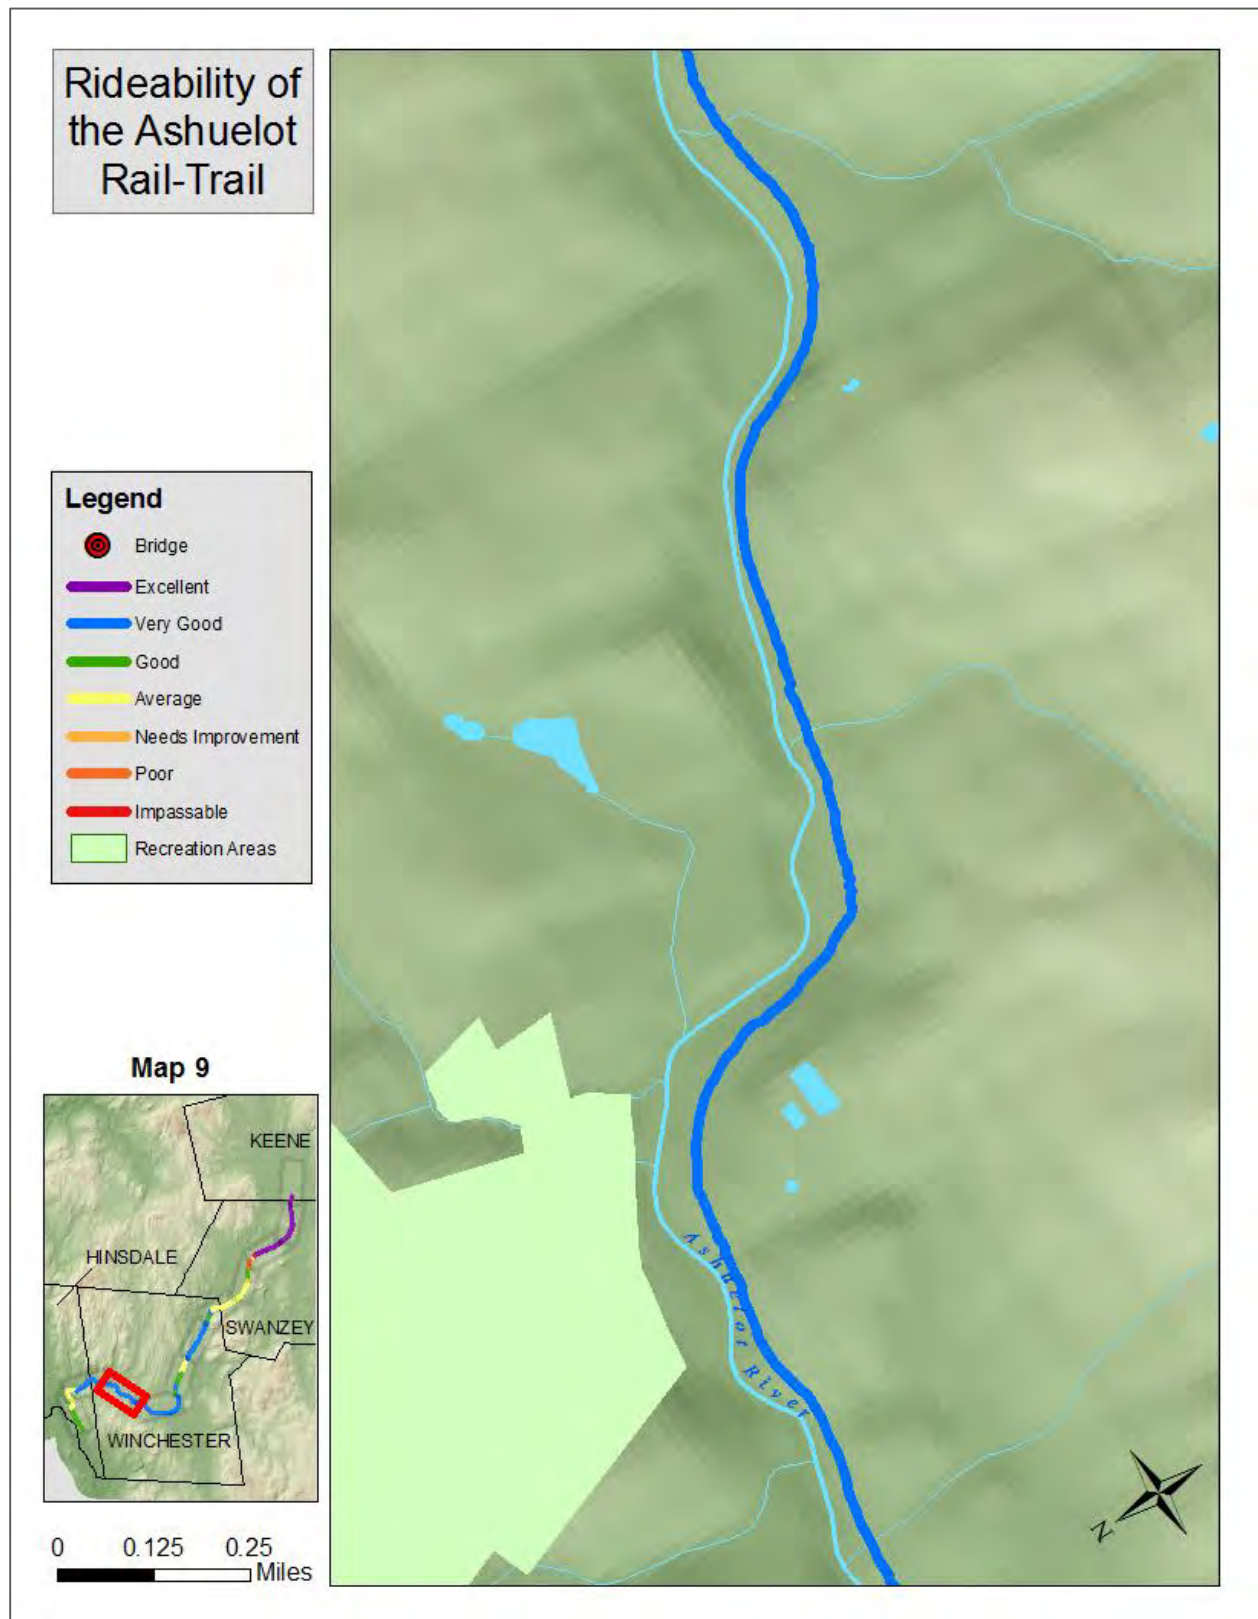 Rideability of
the Ashuelot
Rail-Trail
Legend
Bridge
Excellent
Very Good
Good
Average
Needs Improvement
Poor
Impassable
Recreation Areas
Map 9
KEENE
HINSDALE
SWANZEY
WINCHESTER
0 0.125 0.25
Miles
Ashuelot River
N